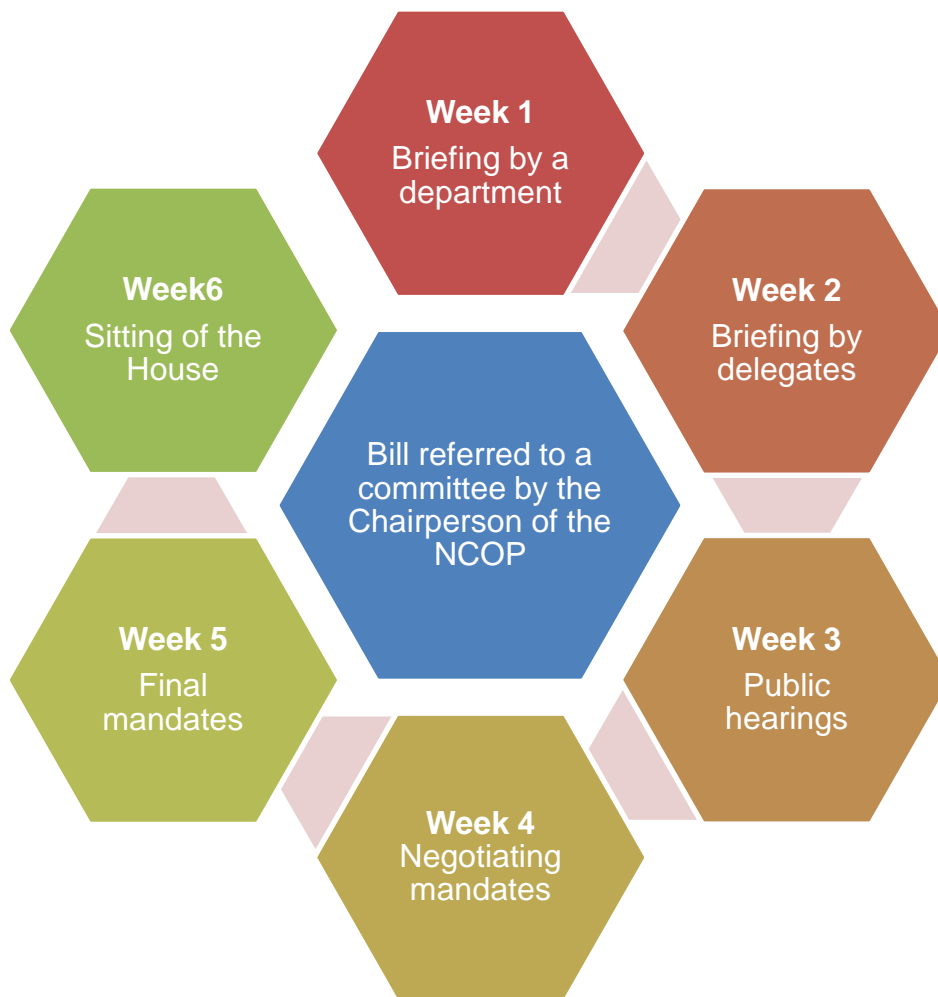 Week 1
Briefing by a
department
Week 2
Briefing by
delegates
Week 3
Public
hearings
Week 4
Negotiating
mandates
Week 5
Final
mandates
Week6
Sitting of the
House
Bill referred to a
committee by the
Chairperson of the
NCOP